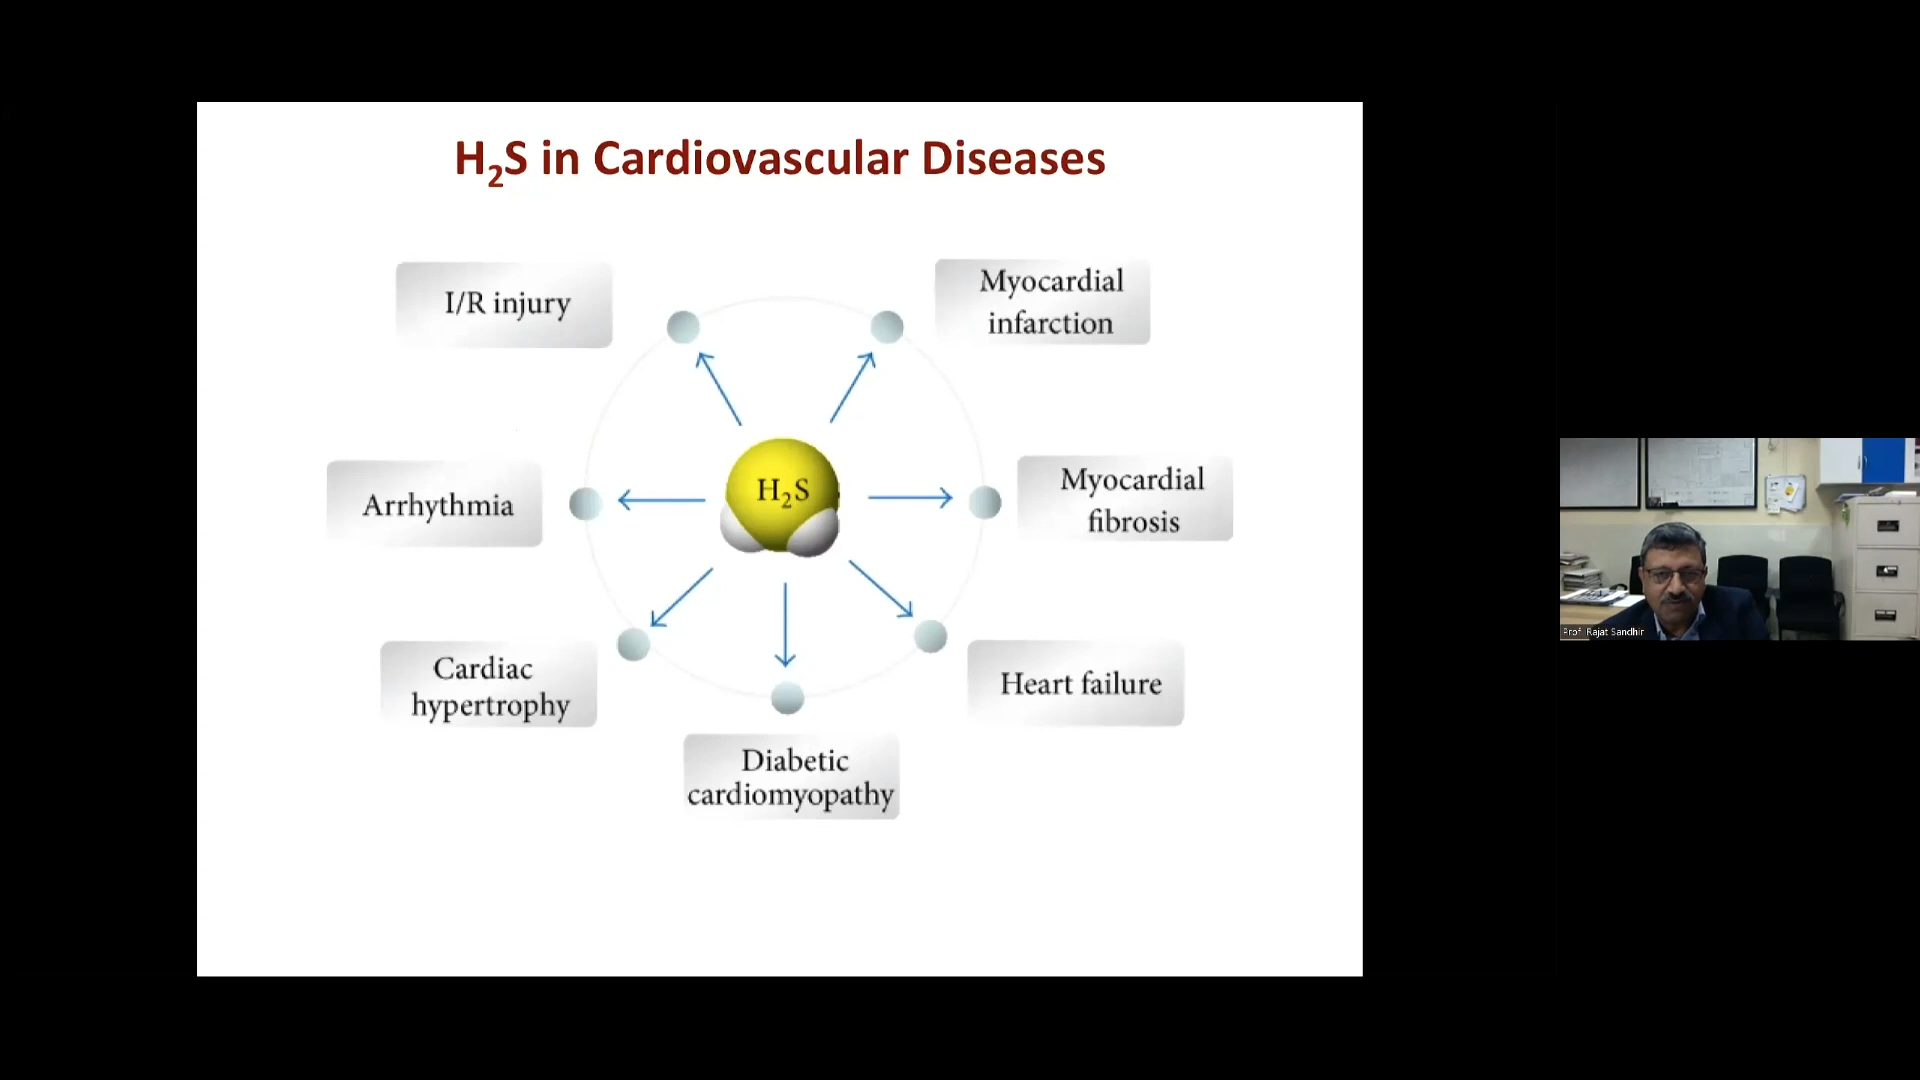 H₂S in Cardiovascular Diseases
I/R injury
Myocardial
infarction
Arrhythmia
H₂S
Myocardial
fibrosis
Cardiac
hypertrophy
Heart failure
Diabetic
cardiomyopathy
Prof. Rajat Sandhir